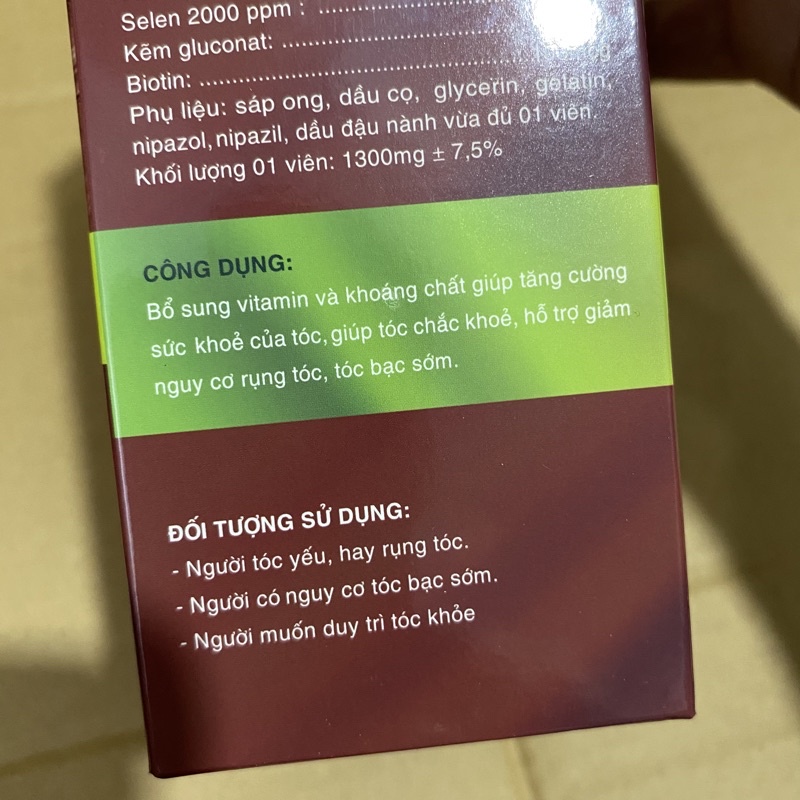 Selen 2000 ppm : ..............................
Kẽm gluconat: ..............................
Biotin: ..............................
Phụ liệu: sáp ong, dầu cọ, glycerin, gelatin,
nipazol, nipazil, dầu đậu nành vừa đủ 01 viên.
Khối lượng 01 viên: 1300mg ± 7,5%
CÔNG DỤNG:
Bổ sung vitamin và khoáng chất giúp tăng cường
sức khoẻ của tóc, giúp tóc chắc khoẻ, hỗ trợ giảm
nguy cơ rụng tóc, tóc bạc sớm.
ĐỐI TƯỢNG SỬ DỤNG:
- Người tóc yếu, hay rụng tóc.
- Người có nguy cơ tóc bạc sớm.
- Người muốn duy trì tóc khỏe